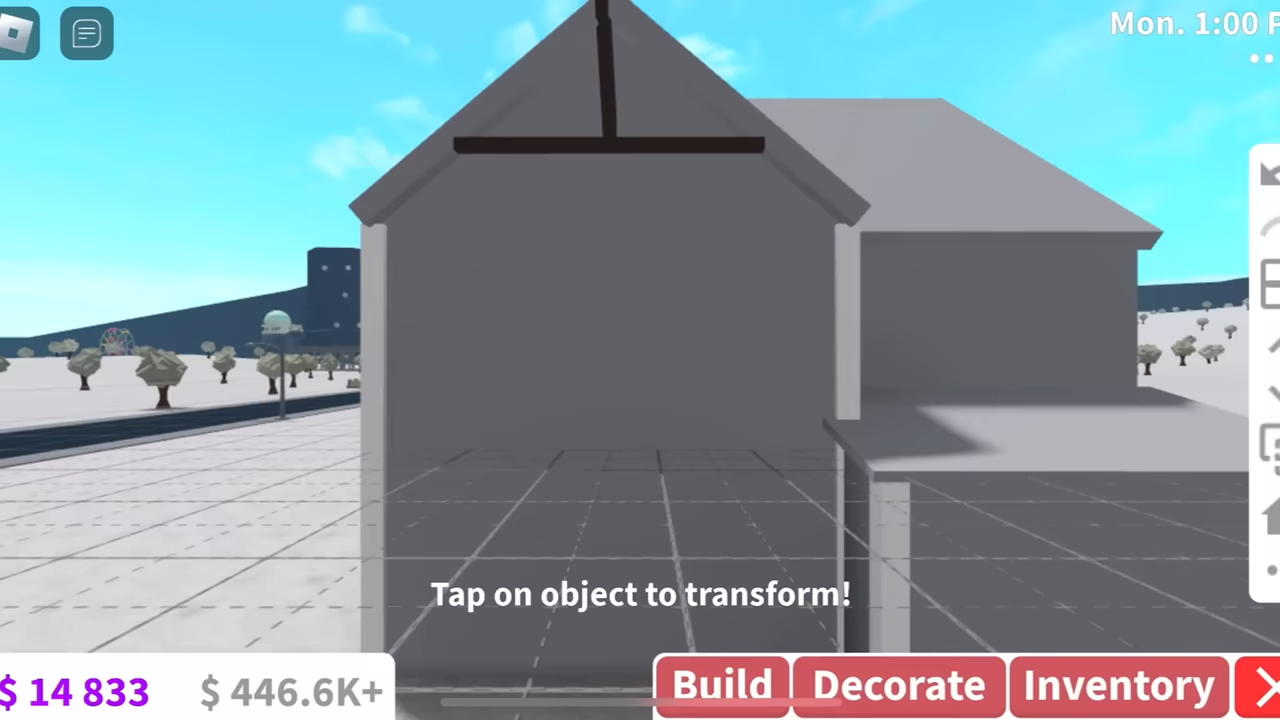 Mon. 1:00 P
Tap on object to transform!
$ 14 833
$ 446.6K+
Build
Decorate
Inventory